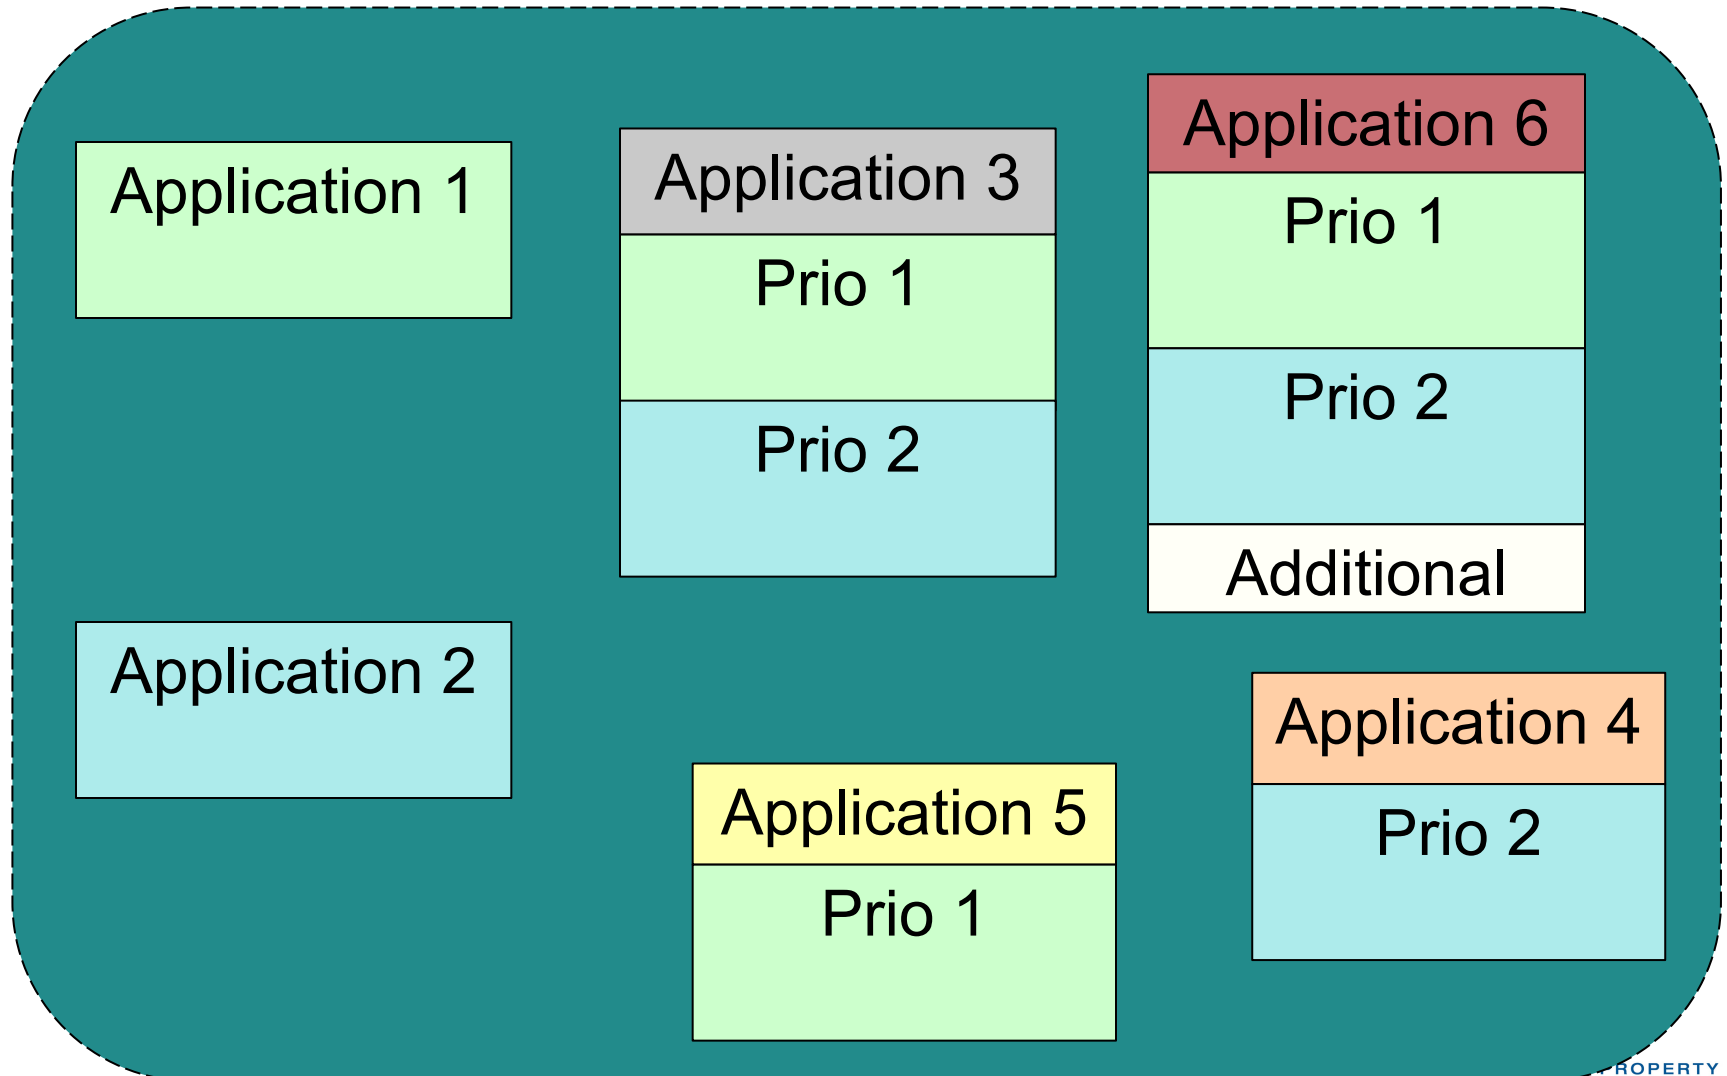 Application 1
Application 2
Application 3
Prio 1
Prio 2
Application 5
Prio 1
Application 6
Prio 1
Prio 2
Additional
Application 4
Prio 2